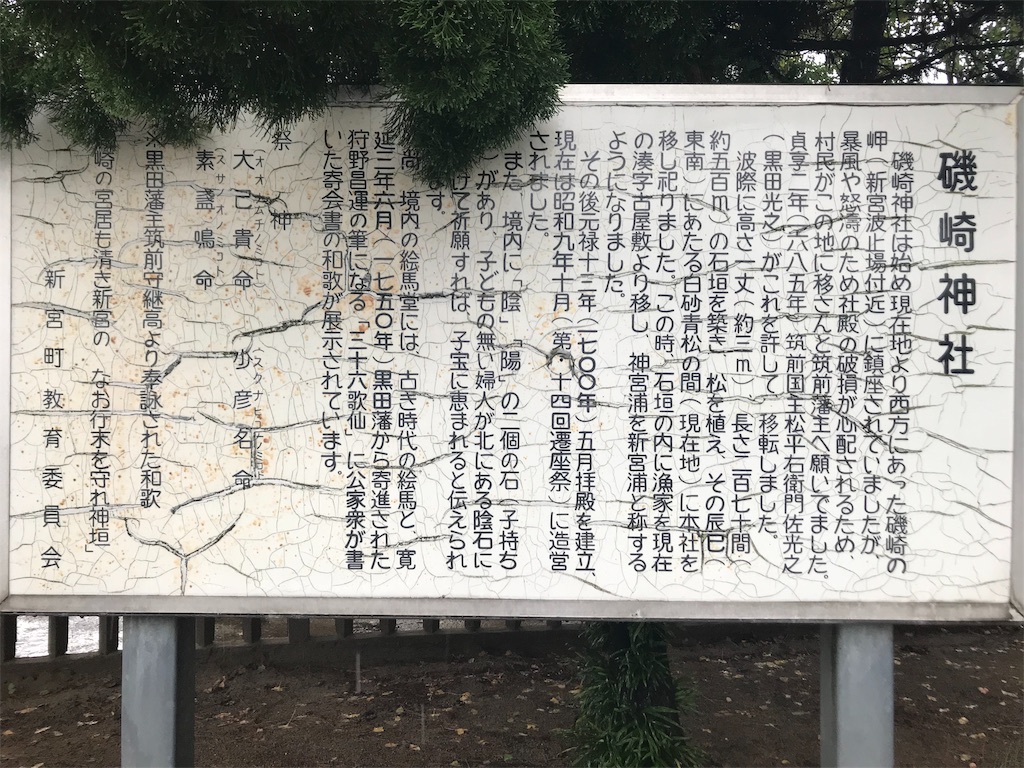 磯崎神社
磯崎神社は始め現在地より西方にあった磯崎の
岬(新宮波止場付近)に鎮座されていましたが、
暴風や怒濤のため社殿の破損が心配されるため、
村民がこの地に移さんと筑前藩主へ願いでました。
貞享二年(一六八五年)筑前国主松平右衛門佐光之
(黒田光之)がこれを許して 移転しました。
波際に高さ一丈(約三m) 長さ二百七十間(
約五百m)の石垣を築き、松を植え、その辰巳(
東南)にあたる白砂青松の間(現在地)に本社を
移し祀りました。この時、石垣の内に漁家を現在
の湊字古屋敷より移し、神宮浦を新宮浦と称する
ようになりました。
その後元禄十三年(一七〇〇年)五月拝殿を建立、
現在は昭和九年十月(第 十四回遷座祭)に造営
されました。
また、境内に「陰」「陽」の二個の石(子持ち
)があり、子どもの無い婦人が北にある陰石に
けて祈願すれば、子宝に恵まれると伝えられ
ます。
尚、境内の絵馬堂には、古き時代の絵馬と、寛
延三年六月(一七五〇年)黒田藩から寄進された
狩野昌運の筆になる「三十六歌仙」に公家衆が書
いた寄会書の和歌が展示されています。
祭神
大己貴命 少彦名命
素盞鳴命
スサノオノミコト
※黒田藩主筑前守継高より奉詠された和歌
崎の宮居も清き新宮の なお行末を守れ神垣」
新宮町教育委員会